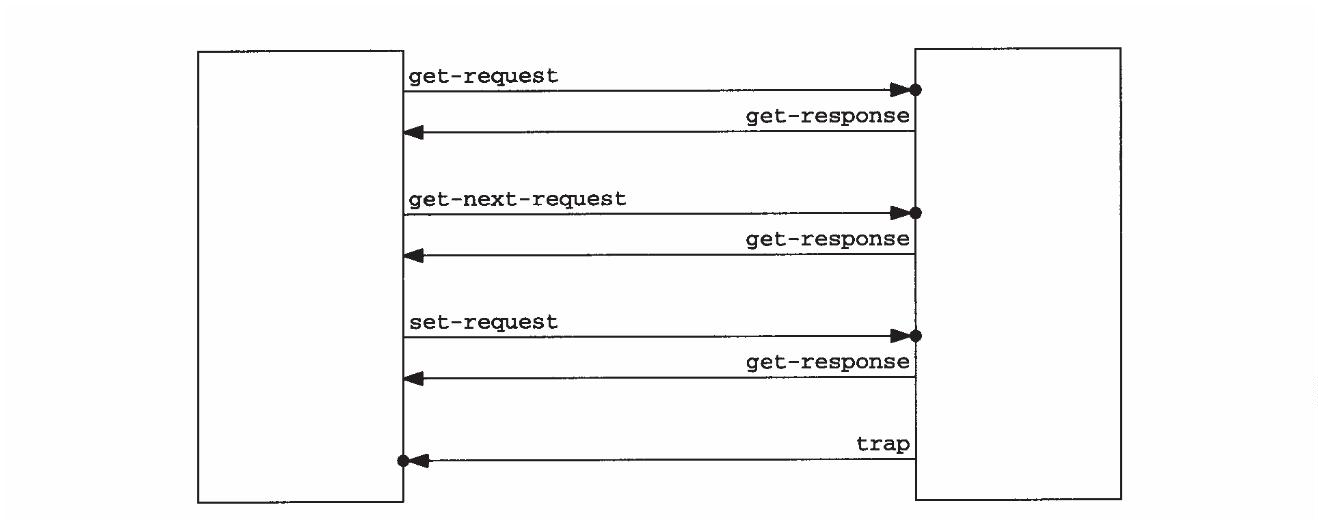 get-request
get-response
get-next-request
get-response
set-request
get-response
trap